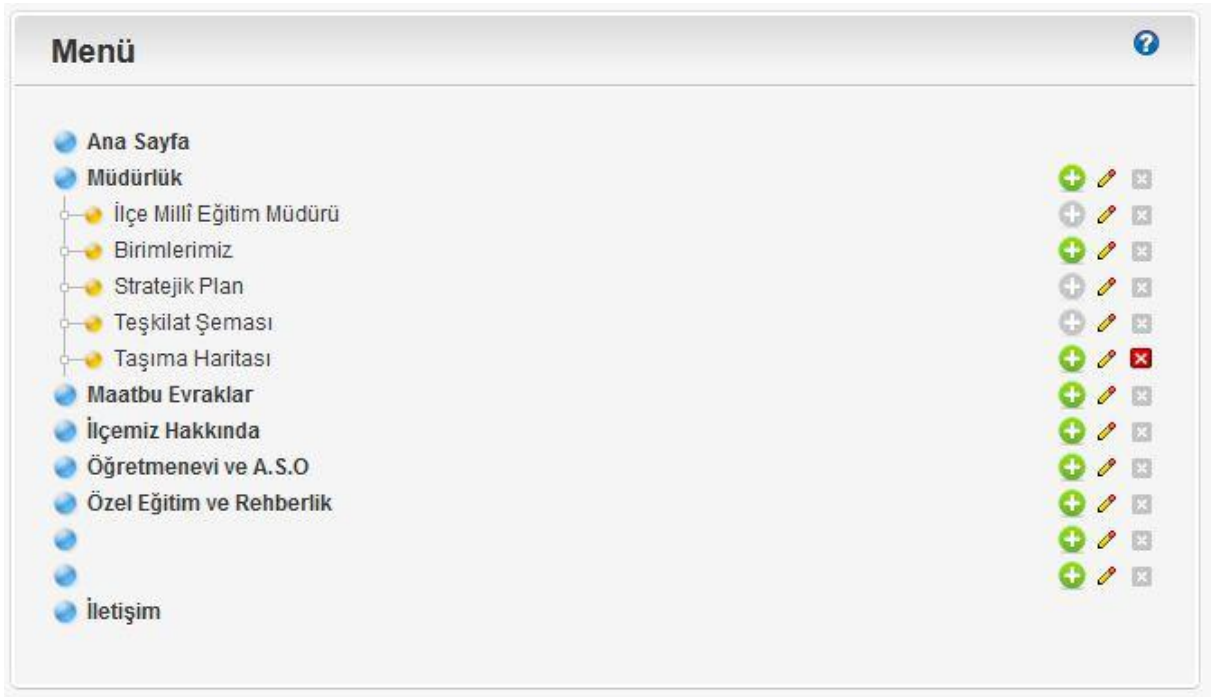 Menü
Ana Sayfa
Müdürlük
İlçe Millî Eğitim Müdürü
Birimlerimiz
Stratejik Plan
Teşkilat Şeması
Taşıma Haritası
Maatbu Evraklar
İlçemiz Hakkında
Öğretmenevi ve A.S.O
Özel Eğitim ve Rehberlik
İletişim